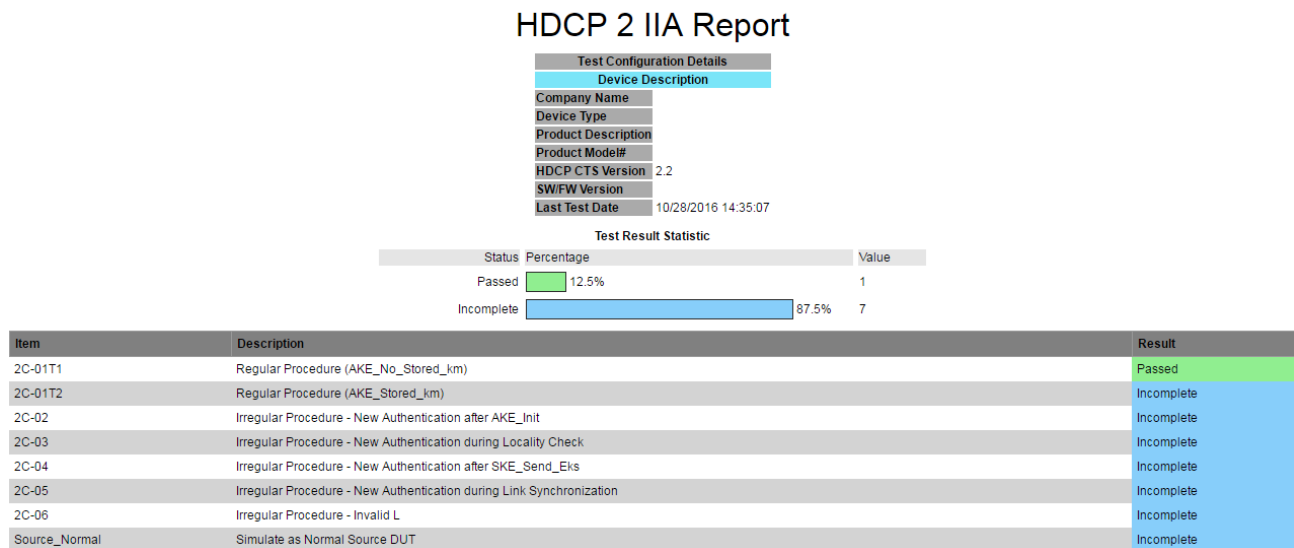 HDCP 2 IIA Report
Test Configuration Details
Device Description
Company Name
Device Type
Product Description
Product Model#
HDCP CTS Version 2.2
SW/FW Version
Last Test Date 10/28/2016 14:35:07
Test Result Statistic
Status Percentage Value
Passed 12.5% 1
Incomplete 87.5% 7
Item Description Result
2C-01T1 Regular Procedure (AKE_No_Stored_km) Passed
2C-01T2 Regular Procedure (AKE_Stored_km) Incomplete
2C-02 Irregular Procedure - New Authentication after AKE_Init Incomplete
2C-03 Irregular Procedure - New Authentication during Locality Check Incomplete
2C-04 Irregular Procedure - New Authentication after SKE_Send_Eks Incomplete
2C-05 Irregular Procedure - New Authentication during Link Synchronization Incomplete
2C-06 Irregular Procedure - Invalid L Incomplete
Source_Normal Simulate as Normal Source DUT Incomplete